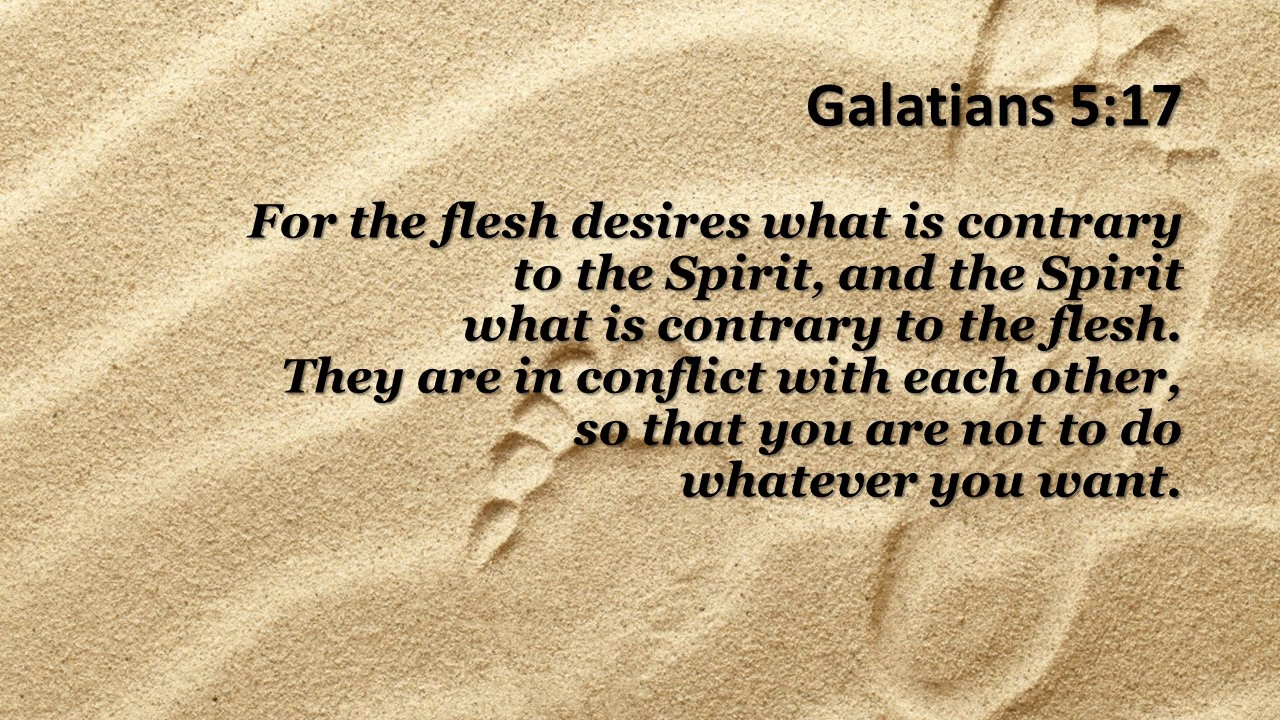 Galatians 5:17
For the flesh desires what is contrary
to the Spirit, and the Spirit
what is contrary to the flesh.
They are in conflict with each other,
so that you are not to do
whatever you want.